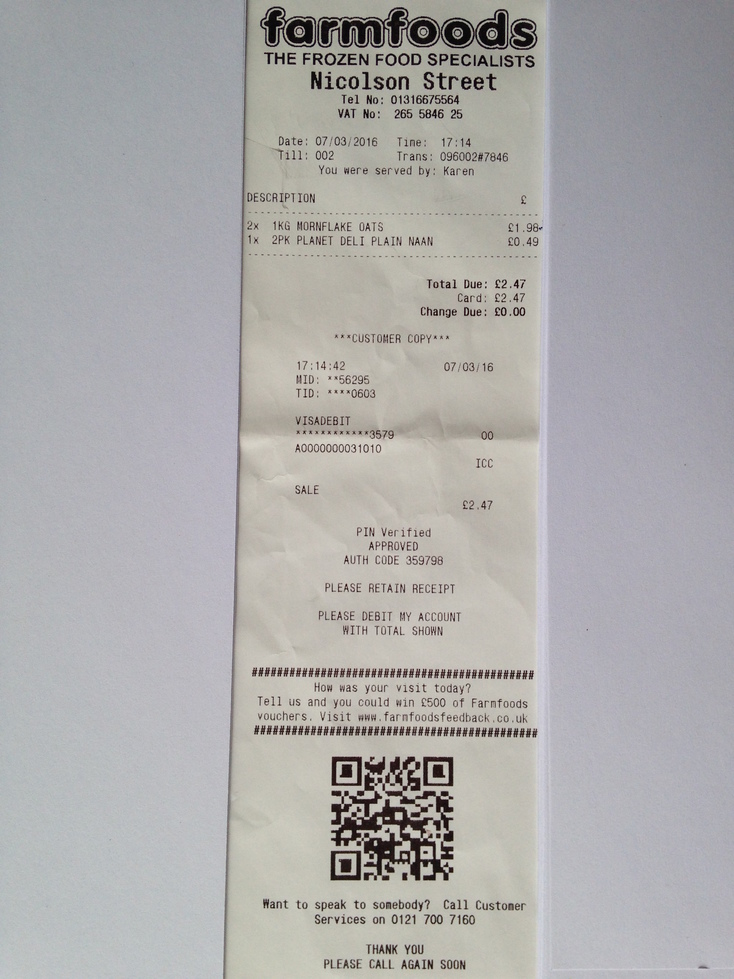 farmfoods
THE FROZEN FOOD SPECIALISTS
Nicolson Street
Tel No: 01316675564
VAT No: 265 5846 25
Date: 07/03/2016 Time: 17:14
Till: 002 Trans: 096002#7846
You were served by: Karen
DESCRIPTION £
2x 1KG MORNFLAKE OATS £1.98
1x 2PK PLANET DELI PLAIN NAAN £0.49
Total Due: £2.47
Card: £2.47
Change Due: £0.00
***CUSTOMER COPY***
17:14:42 07/03/16
MID: **56295
TID: ****0603
VISADEBIT
************3579 00
A0000000031010
ICC
SALE
£2.47
PIN Verified
APPROVED
AUTH CODE 359798
PLEASE RETAIN RECEIPT
PLEASE DEBIT MY ACCOUNT
WITH TOTAL SHOWN
How was your visit today?
Tell us and you could win £500 of Farmfoods
vouchers. Visit www.farmfoodsfeedback.co.uk
Want to speak to somebody? Call Customer
Services on 0121 700 7160
THANK YOU
PLEASE CALL AGAIN SOON